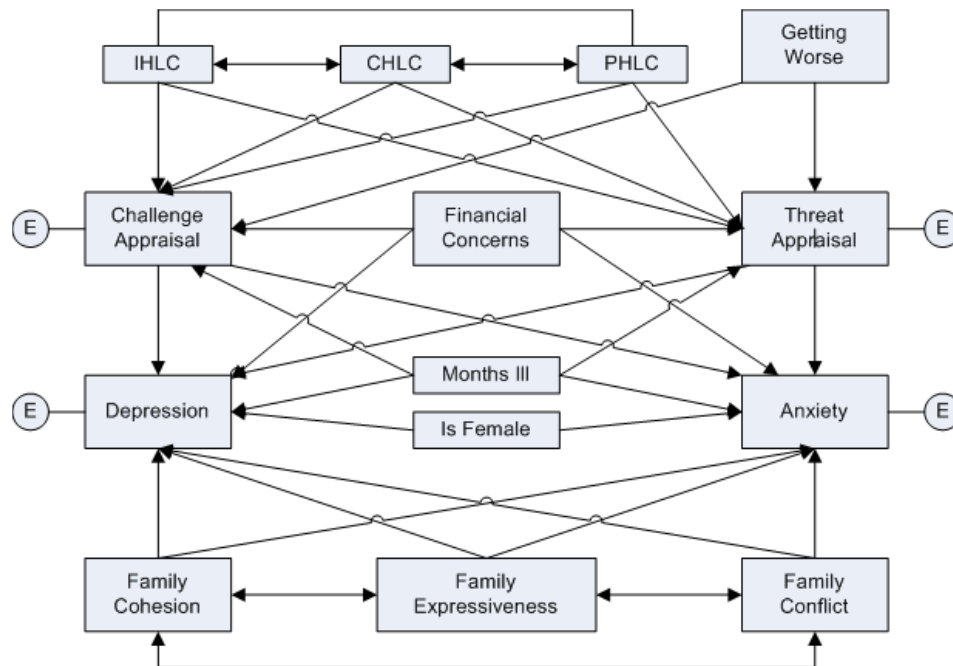 Getting
Worse
IHLC
CHLC
PHLC
Challenge
Appraisal
Financial
Concerns
Threat
Appraisal
E
E
Months Ill
Depression
Anxiety
E
E
Is Female
Family
Cohesion
Family
Expressiveness
Family
Conflict